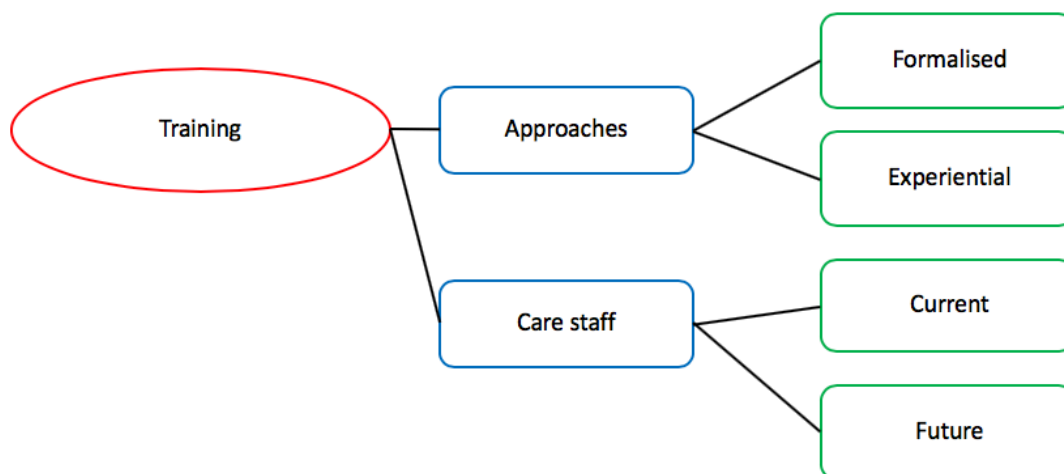 Training
Approaches
Formalised
Experiential
Care staff
Current
Future